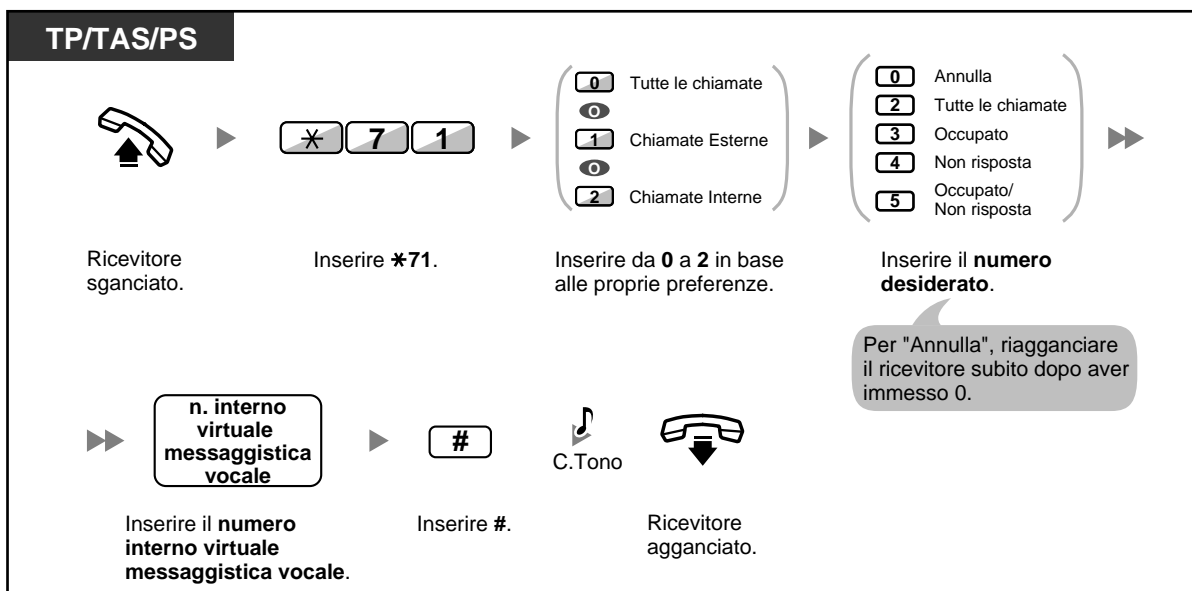 TP/TAS/PS
0 Tutte le chiamate
O
1 Chiamate Esterne
O
2 Chiamate Interne
0 Annulla
2 Tutte le chiamate
3 Occupato
4 Non risposta
5 Occupato/
Non risposta
* 7 1
Ricevitore
sganciato.
Inserire *71.
Inserire da 0 a 2 in base
alle proprie preferenze.
Inserire il numero
desiderato.
Per "Annulla", riagganciare
il ricevitore subito dopo aver
immesso 0.
n. interno
virtuale
messaggistica
vocale
#
C.Tono
Inserire il numero
interno virtuale
messaggistica vocale.
Inserire #.
Ricevitore
agganciato.